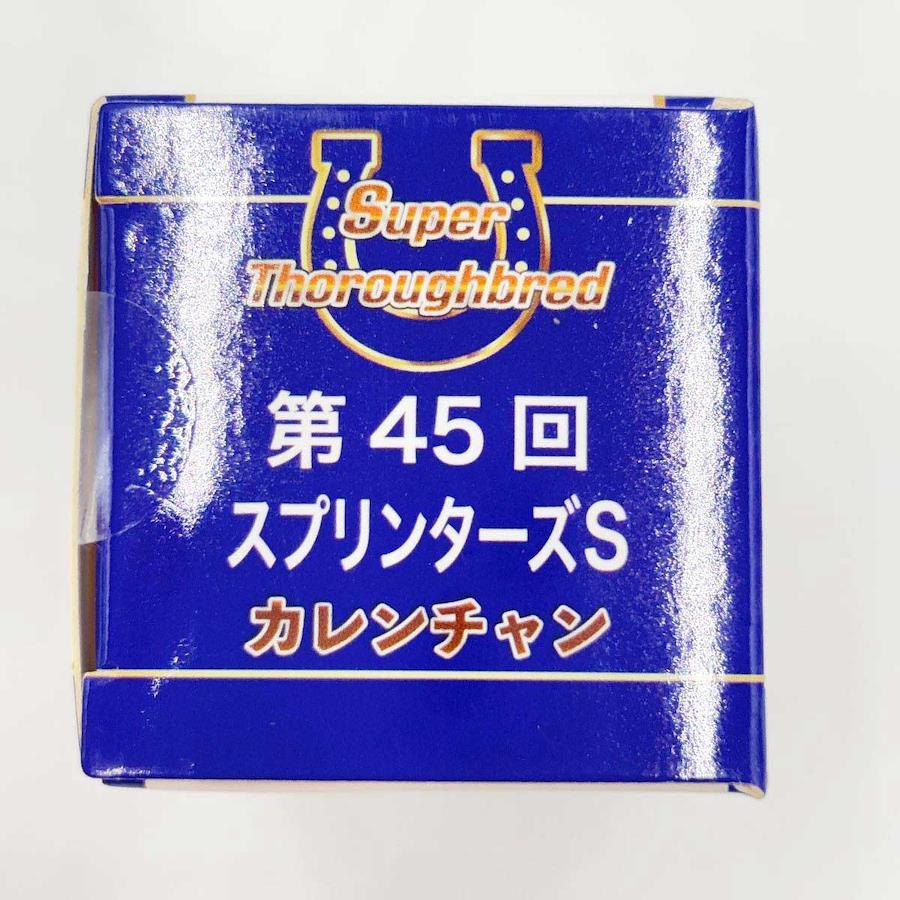 Super
Thoroughbred
第45回
スプリンターズS
カレンチャン